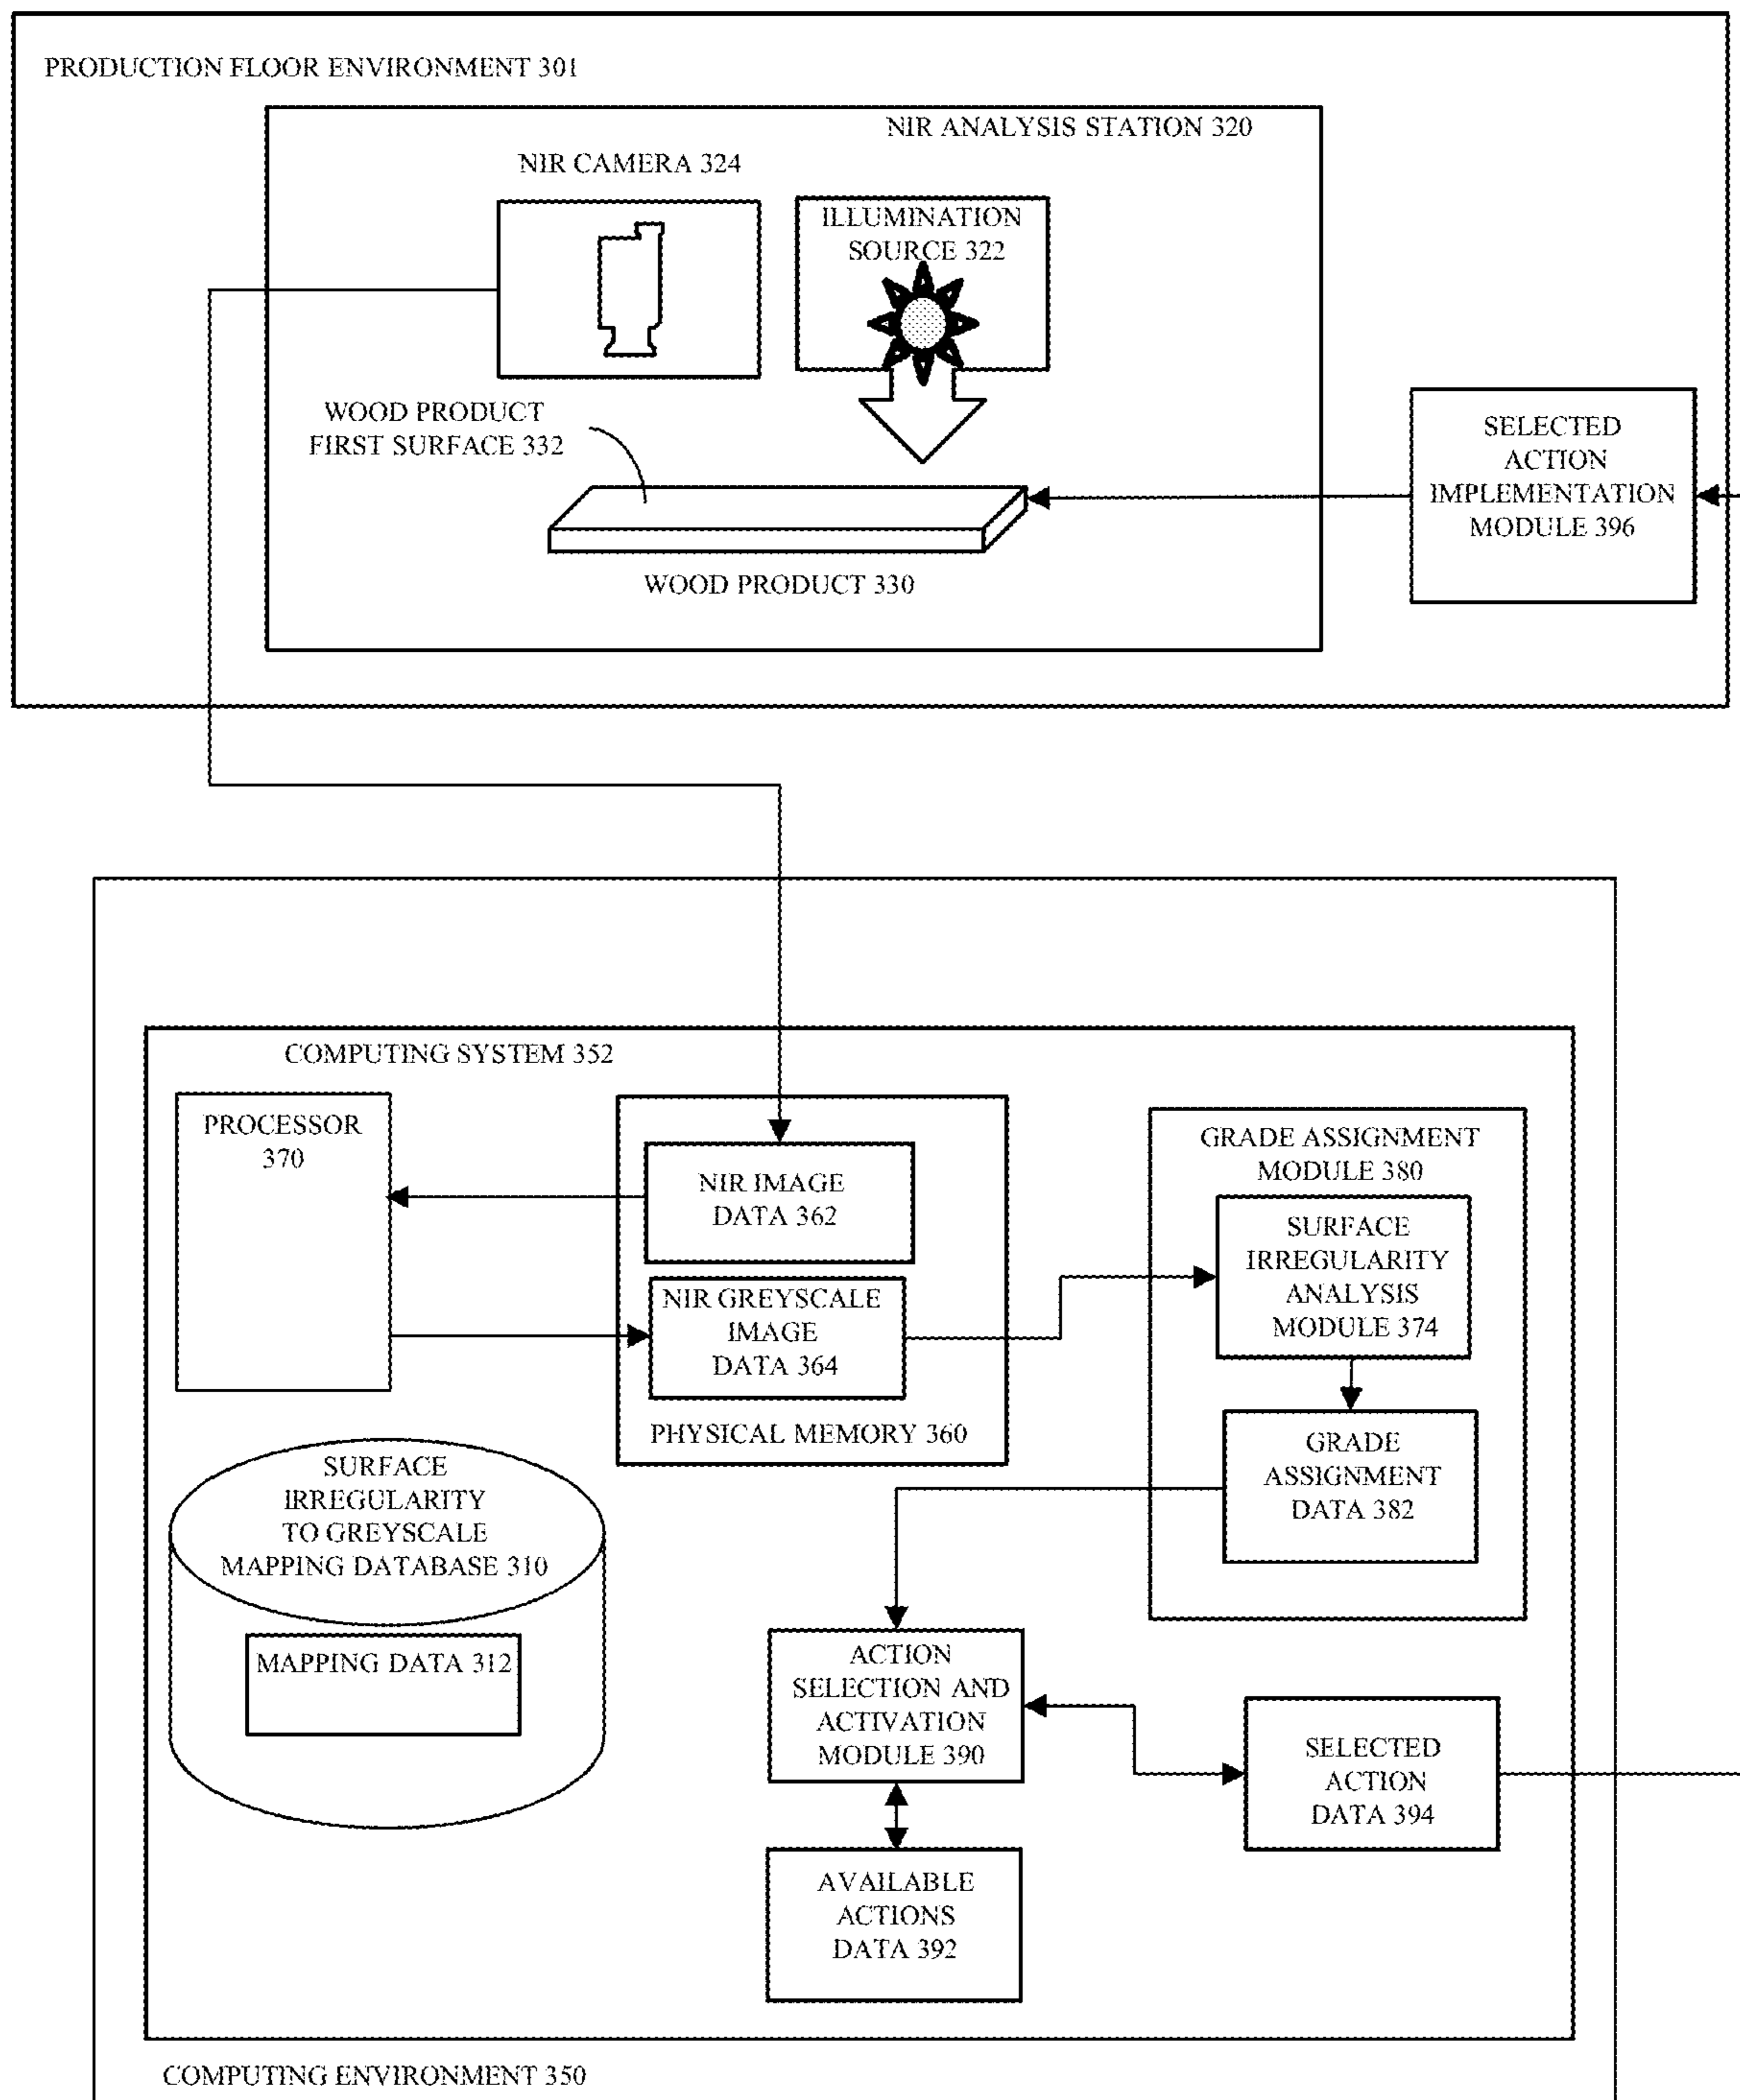 PRODUCTION FLOOR ENVIRONMENT 301
NIR ANALYSIS STATION 320
NIR CAMERA 324
ILLUMINATION
SOURCE 322
WOOD PRODUCT
FIRST SURFACE 332
WOOD PRODUCT 330
SELECTED
ACTION
IMPLEMENTATION
MODULE 396
COMPUTING SYSTEM 352
PROCESSOR
370
NIR IMAGE
DATA 362
NIR GREYSCALE
IMAGE
DATA 364
PHYSICAL MEMORY 360
GRADE ASSIGNMENT
MODULE 380
SURFACE
IRREGULARITY
ANALYSIS
MODULE 374
GRADE
ASSIGNMENT
DATA 382
SURFACE
IRREGULARITY
TO GREYSCALE
MAPPING DATABASE 310
MAPPING DATA 312
ACTION
SELECTION AND
ACTIVATION
MODULE 390
SELECTED
ACTION
DATA 394
AVAILABLE
ACTIONS
DATA 392
COMPUTING ENVIRONMENT 350